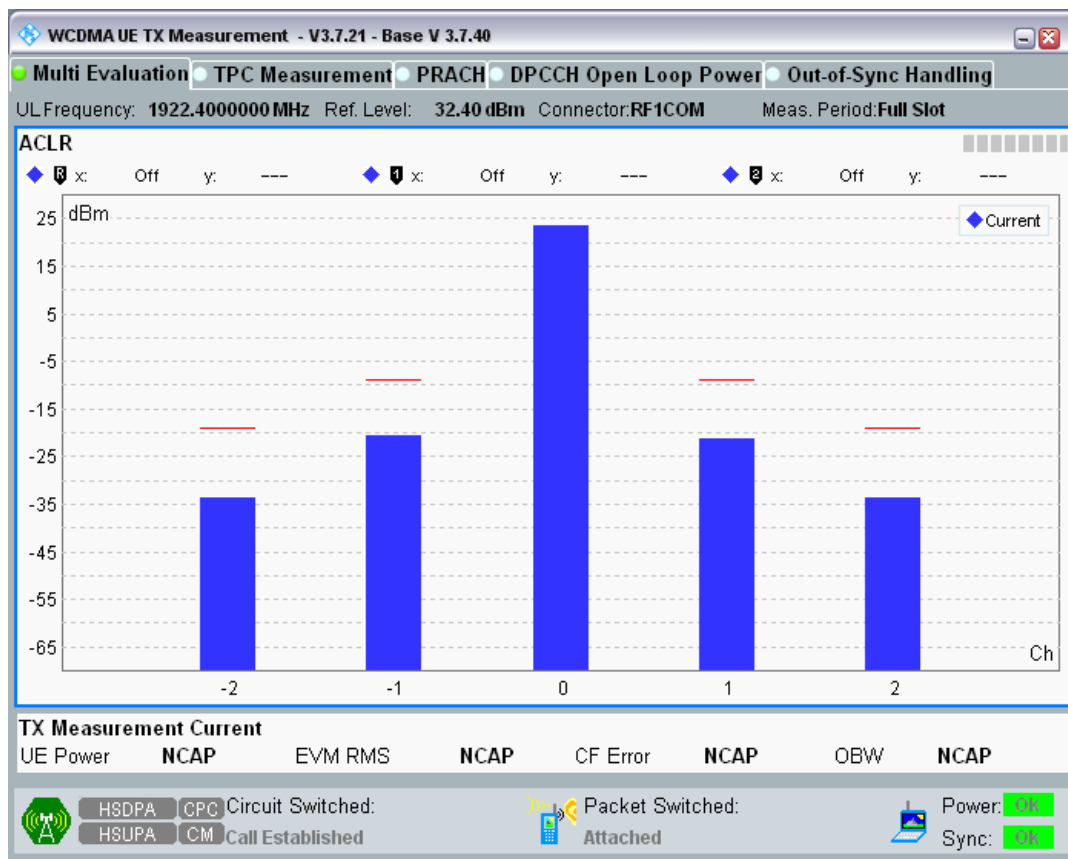 WCDMA UE TX Measurement - V3.7.21 - Base V 3.7.40
Multi Evaluation TPC Measurement PRACH DPCCH Open Loop Power Out-of-Sync Handling
UL Frequency: 1922.4000000 MHz Ref. Level: 32.40 dBm Connector:RF1COM Meas. Period:Full Slot
ACLR
R x: Off y: --- 1 x: Off y: --- 2 x: Off y: ---
dBm
Current
25
15
5
-5
-15
-25
-35
-45
-55
-65
Ch
-2 -1 0 1 2
TX Measurement Current
UE Power NCAP EVM RMS NCAP CF Error NCAP OBW NCAP
HSDPA CPC Circuit Switched: Packet Switched: Power: Ok
HSUPA CM Call Established Attached Sync: Ok